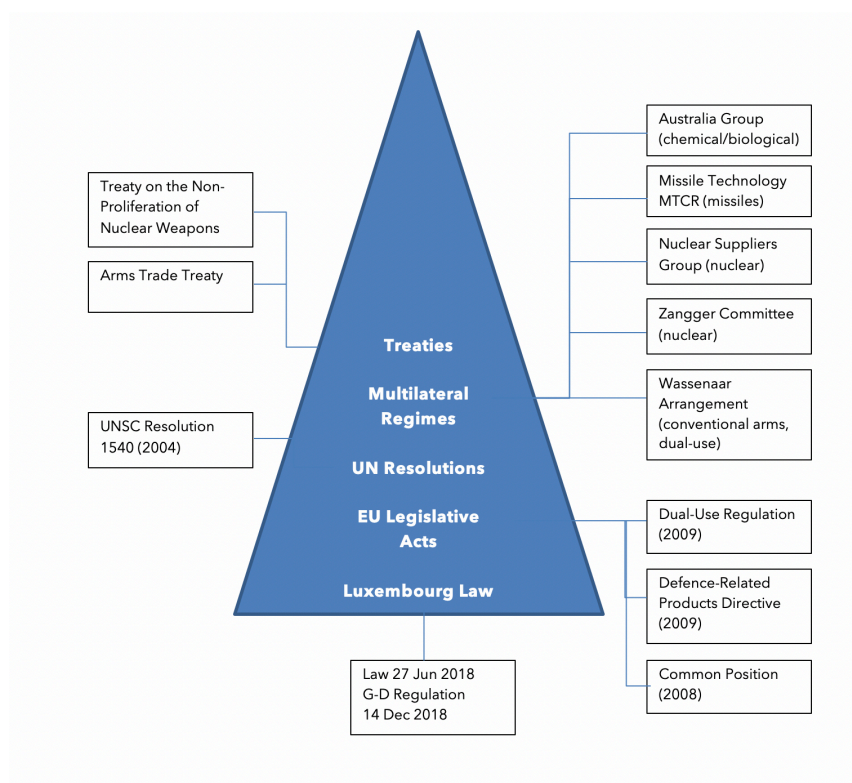 Treaty on the Non-
Proliferation of
Nuclear Weapons
Arms Trade Treaty
UNSC Resolution
1540 (2004)
Treaties
Multilateral
Regimes
UN Resolutions
EU Legislative
Acts
Luxembourg Law
Australia Group
(chemical/biological)
Missile Technology
MTCR (missiles)
Nuclear Suppliers
Group (nuclear)
Zangger Committee
(nuclear)
Wassenaar
Arrangement
(conventional arms,
dual-use)
Dual-Use Regulation
(2009)
Defence-Related
Products Directive
(2009)
Common Position
(2008)
Law 27 Jun 2018
G-D Regulation
14 Dec 2018